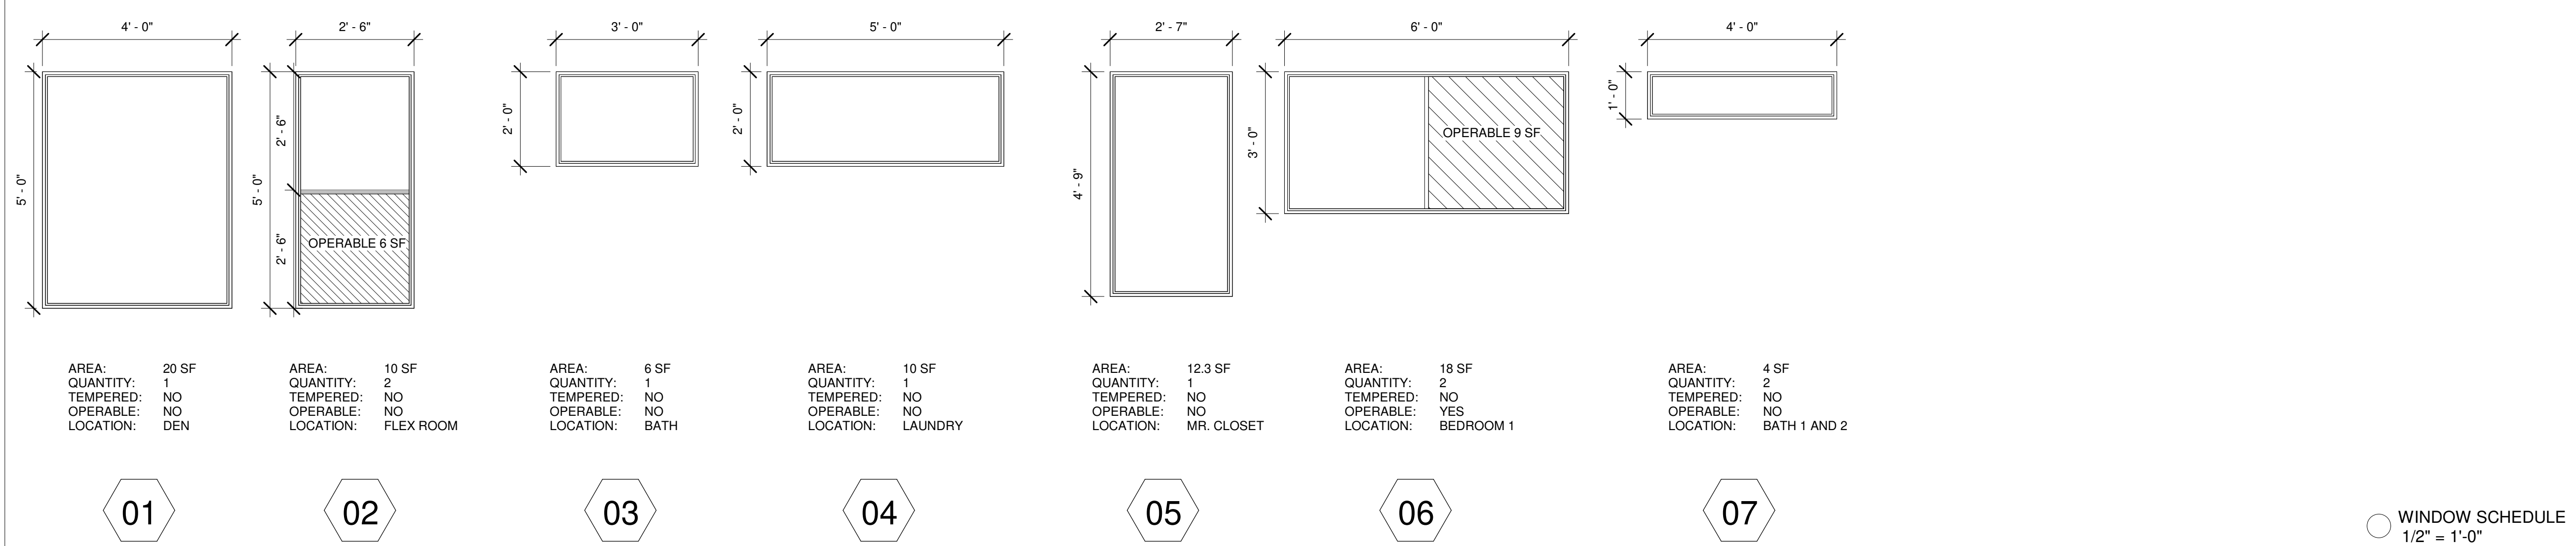 4' - 0"
5' - 0"
AREA: 20 SF
QUANTITY: 1
TEMPERED: NO
OPERABLE: NO
LOCATION: DEN
01
2' - 6"
5' - 0"
2' - 6"
2' - 6"
OPERABLE 6 SF
AREA: 10 SF
QUANTITY: 2
TEMPERED: NO
OPERABLE: NO
LOCATION: FLEX ROOM
02
3' - 0"
2' - 0"
AREA: 6 SF
QUANTITY: 1
TEMPERED: NO
OPERABLE: NO
LOCATION: BATH
03
5' - 0"
2' - 0"
AREA: 10 SF
QUANTITY: 1
TEMPERED: NO
OPERABLE: NO
LOCATION: LAUNDRY
04
2' - 7"
4' - 9"
AREA: 12.3 SF
QUANTITY: 1
TEMPERED: NO
OPERABLE: NO
LOCATION: MR. CLOSET
05
6' - 0"
3' - 0"
OPERABLE 9 SF
AREA: 18 SF
QUANTITY: 2
TEMPERED: NO
OPERABLE: YES
LOCATION: BEDROOM 1
06
4' - 0"
1' - 0"
AREA: 4 SF
QUANTITY: 2
TEMPERED: NO
OPERABLE: NO
LOCATION: BATH 1 AND 2
07
WINDOW SCHEDULE
1/2" = 1'-0"